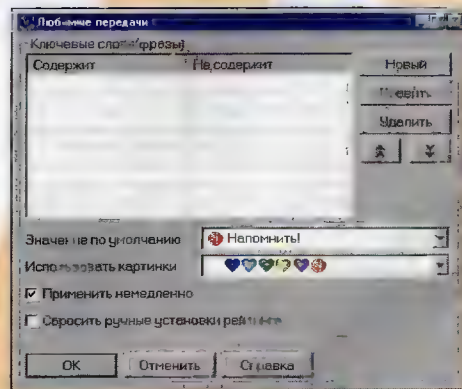 Любимые передачи
Ключевые слова(фразы)
Содержит Не содержит
Новый
Удалить
Значение по умолчанию Напомнить!
Использовать картинки
Применить немедленно
Сбросить ручные установки рейтинга
OK Отменить Справка